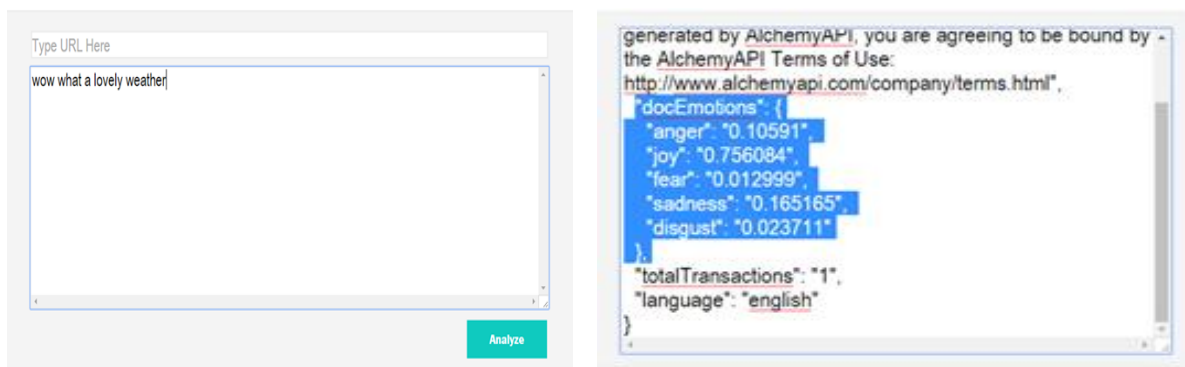 Type URL Here
wow what a lovely weather
Analyze
generated by AlchemyAPI, you are agreeing to be bound by
the AlchemyAPI Terms of Use:
http://www.alchemyapi.com/company/terms.html",
"docEmotions": {
"anger": "0.10591",
"joy": "0.756084",
"fear": "0.012999",
"sadness": "0.165165",
"disgust": "0.023711"
},
"totalTransactions": "1",
"language": "english"
}